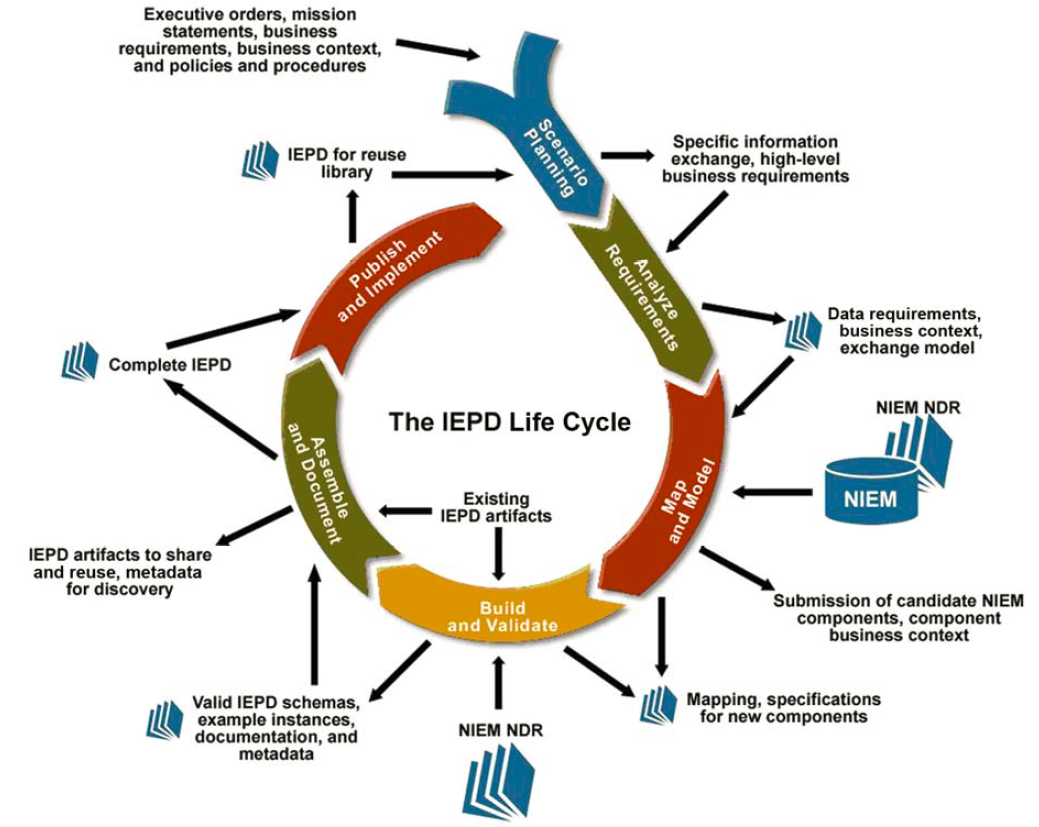 Executive orders, mission
statements, business
requirements, business context,
and policies and procedures
Scenario
Planning
IEPD for reuse
library
Specific information
exchange, high-level
business requirements
Publish
and Implement
Analyze
Requirements
Data requirements,
business context,
exchange model
Complete IEPD
The IEPD Life Cycle
NIEM NDR
NIEM
Map
and Model
Assemble
and Document
Existing
IEPD artifacts
IEPD artifacts to share
and reuse, metadata
for discovery
Build
and Validate
Submission of candidate NIEM
components, component
business context
Valid IEPD schemas,
example instances,
documentation, and
metadata
NIEM NDR
Mapping, specifications
for new components